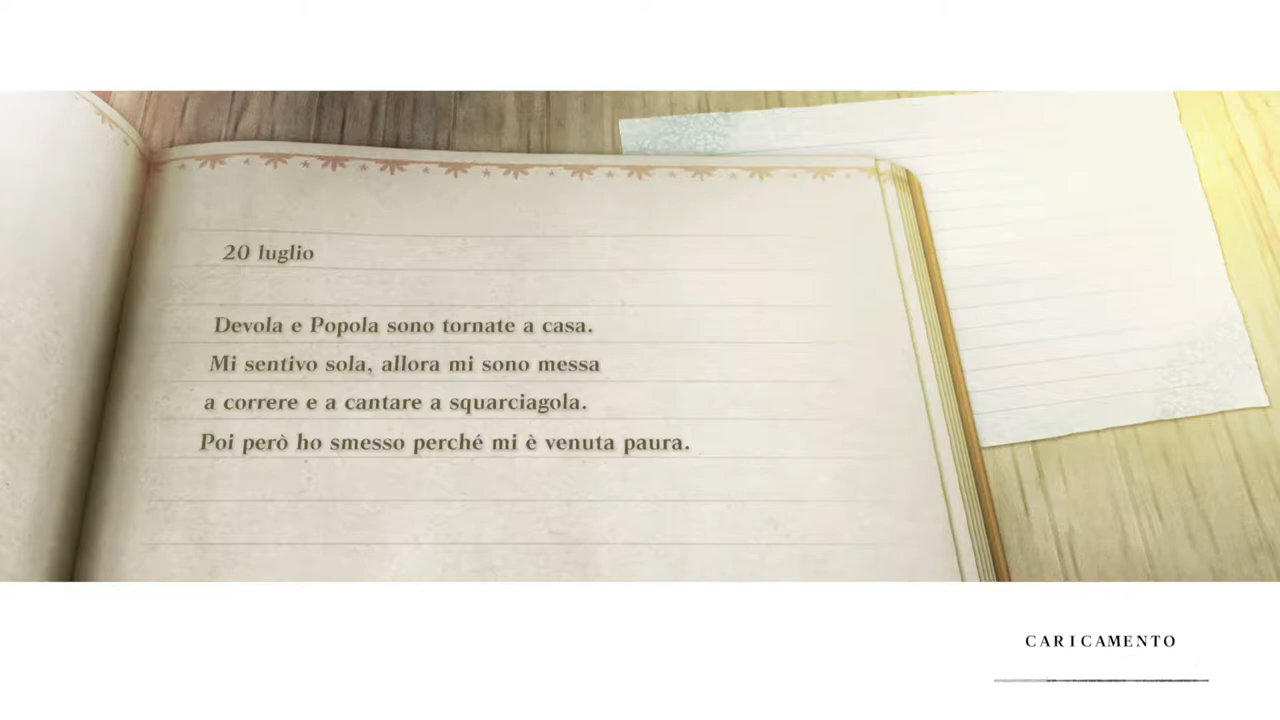 20 luglio
Devola e Popola sono tornate a casa.
Mi sentivo sola, allora mi sono messa
a correre e a cantare a squarciagola.
Poi però ho smesso perché mi è venuta paura.
CARICAMENTO